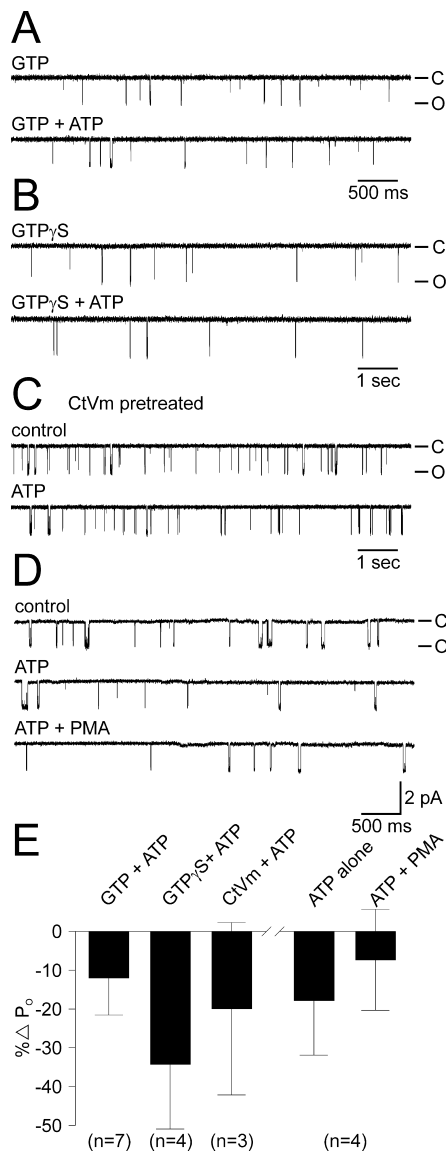 A
GTP
C
O
GTP + ATP
500 ms
B
GTPγS
C
O
GTPγS + ATP
1 sec
C
CtVm pretreated
control
C
O
ATP
1 sec
D
control
C
O
ATP
ATP + PMA
2 pA
500 ms
E
GTP + ATP
GTPγS+ ATP
CtVm + ATP
ATP alone
ATP + PMA
% Δ Po
0
-10
-20
-30
-40
-50
(n=7) (n=4) (n=3) (n=4)